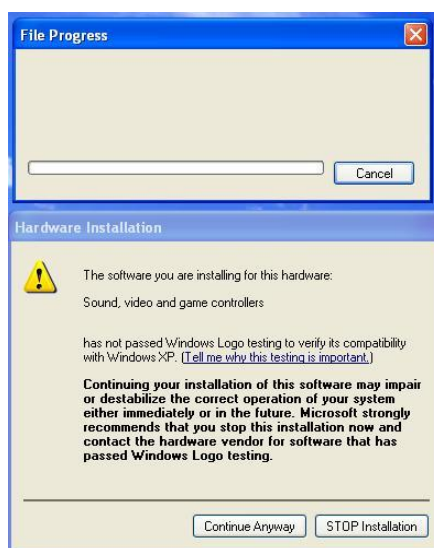 File Progress
Cancel
Hardware Installation
The software you are installing for this hardware:
Sound, video and game controllers
has not passed Windows Logo testing to verify its compatibility
with Windows XP. (Tell me why this testing is important.)
Continuing your installation of this software may impair
or destabilize the correct operation of your system
either immediately or in the future. Microsoft strongly
recommends that you stop this installation now and
contact the hardware vendor for software that has
passed Windows Logo testing.
Continue Anyway STOP Installation